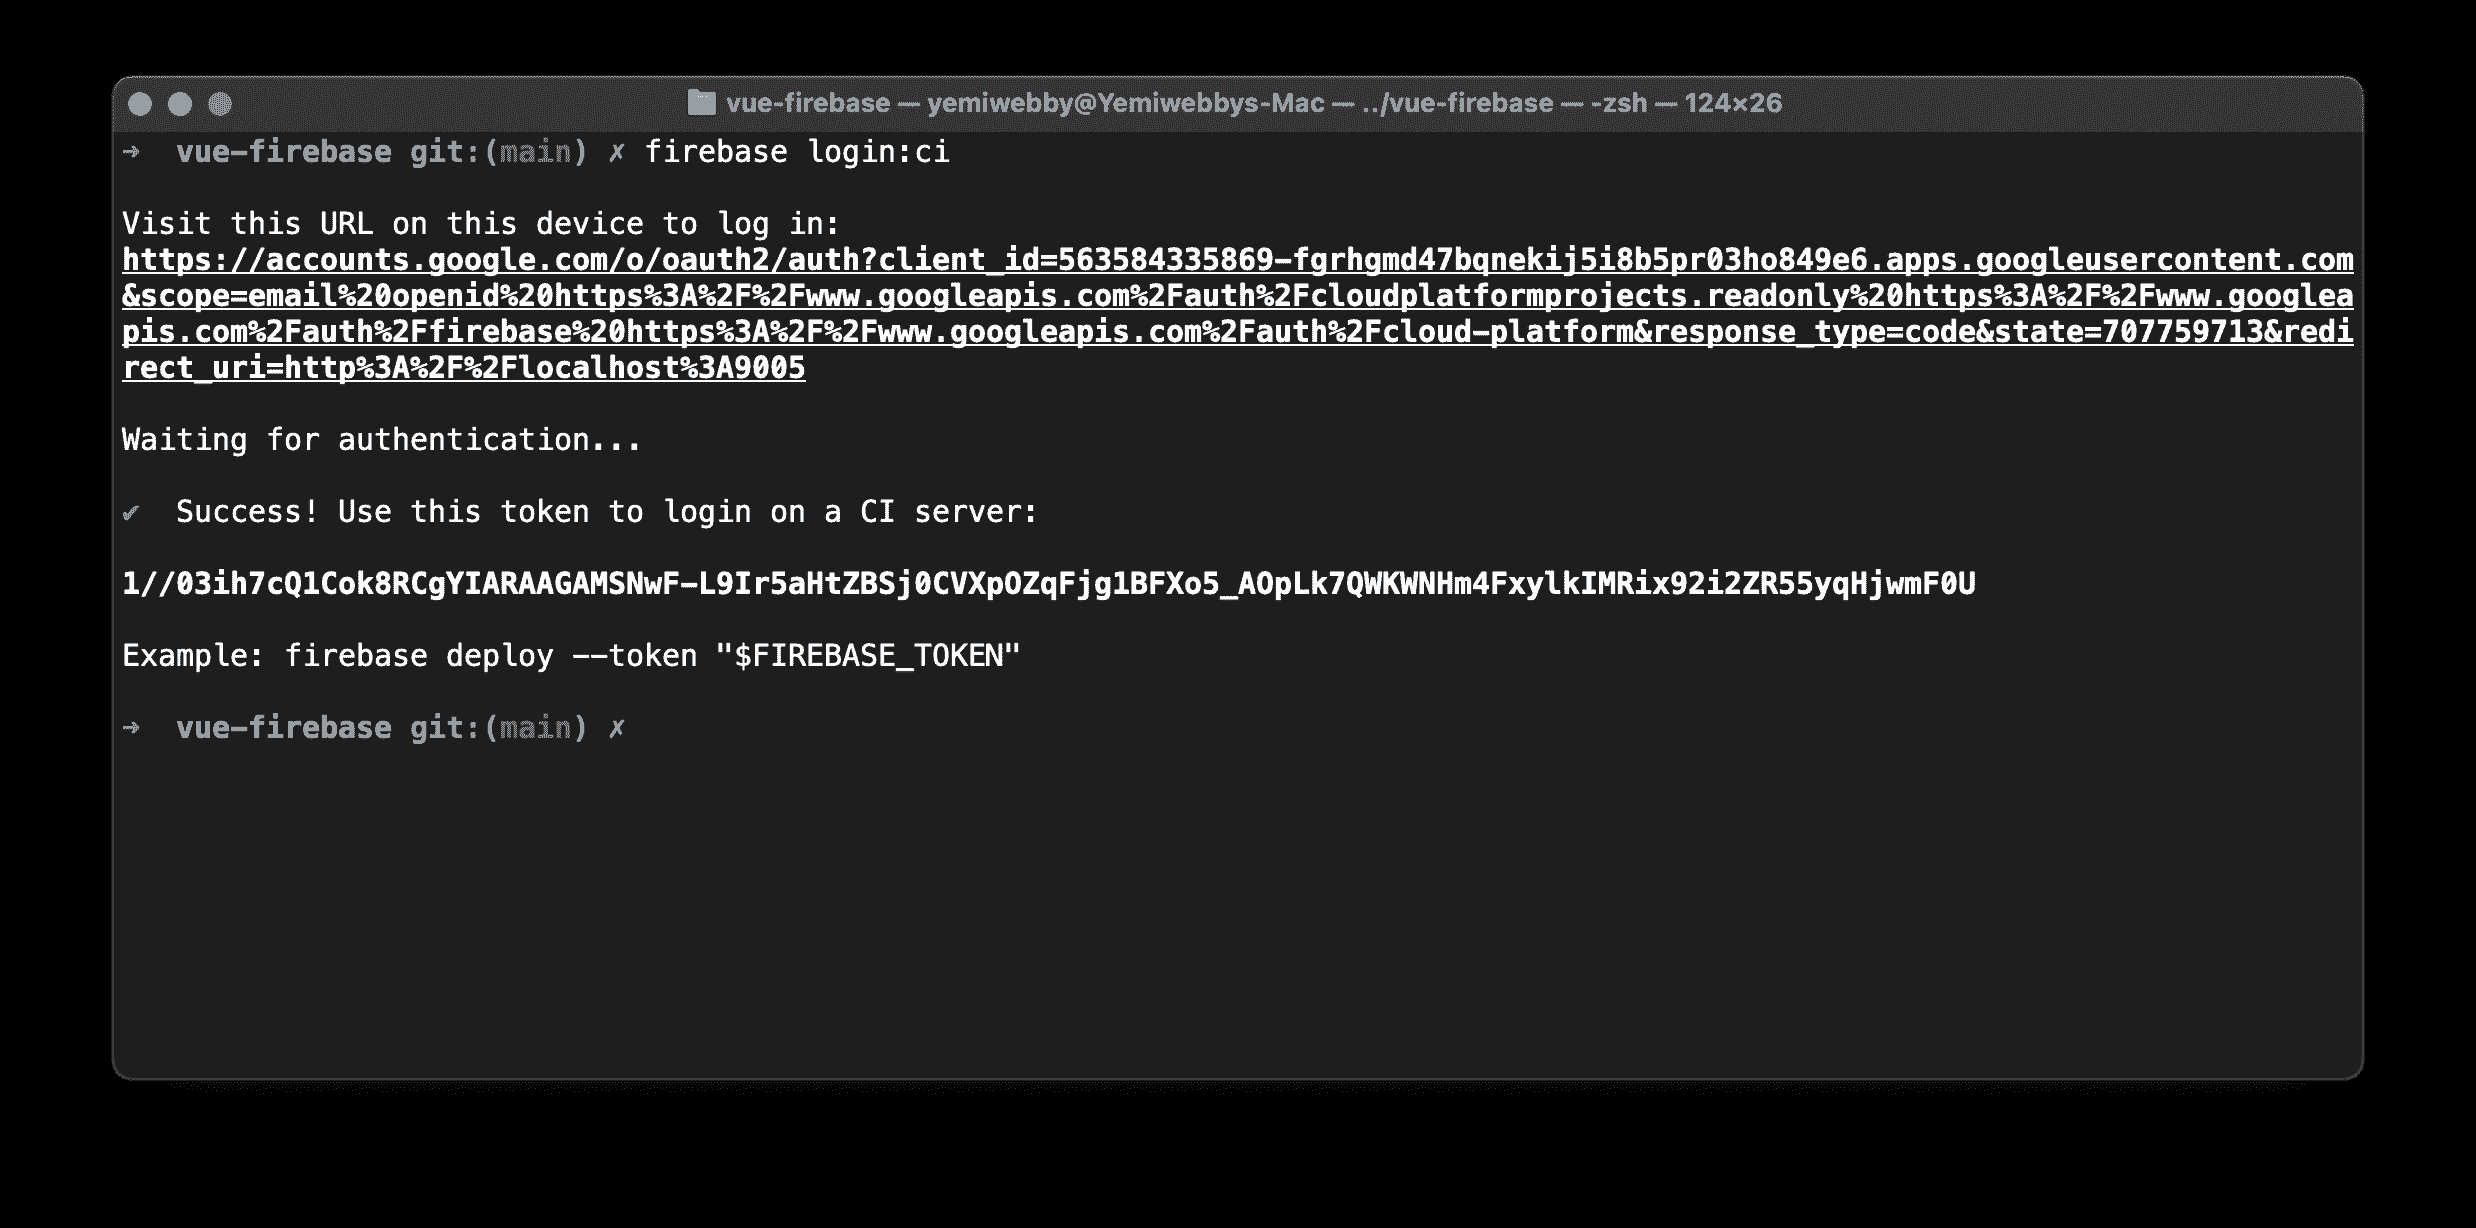 vue-firebase — yemiwebby@Yemiwebbys-Mac — ../vue-firebase — -zsh — 124×26
➜  vue-firebase git:(main) ✗ firebase login:ci
Visit this URL on this device to log in:
https://accounts.google.com/o/oauth2/auth?client_id=563584335869-fgrhgmd47bqnekij5i8b5pr03ho849e6.apps.googleusercontent.com
&scope=email%20openid%20https%3A%2F%2Fwww.googleapis.com%2Fauth%2Fcloudplatformprojects.readonly%20https%3A%2F%2Fwww.googlea
pis.com%2Fauth%2Ffirebase%20https%3A%2F%2Fwww.googleapis.com%2Fauth%2Fcloud-platform&response_type=code&state=707759713&redi
rect_uri=http%3A%2F%2Flocalhost%3A9005
Waiting for authentication...
✔  Success! Use this token to login on a CI server:
1//03ih7cQ1Cok8RCgYIARAAGAMSNwF-L9Ir5aHtZBSj0CVXpOZqFjg1BFXo5_AOpLk7QWKWNHm4FxylkIMRix92i2ZR55yqHjwmF0U
Example: firebase deploy --token "$FIREBASE_TOKEN"
➜  vue-firebase git:(main) ✗